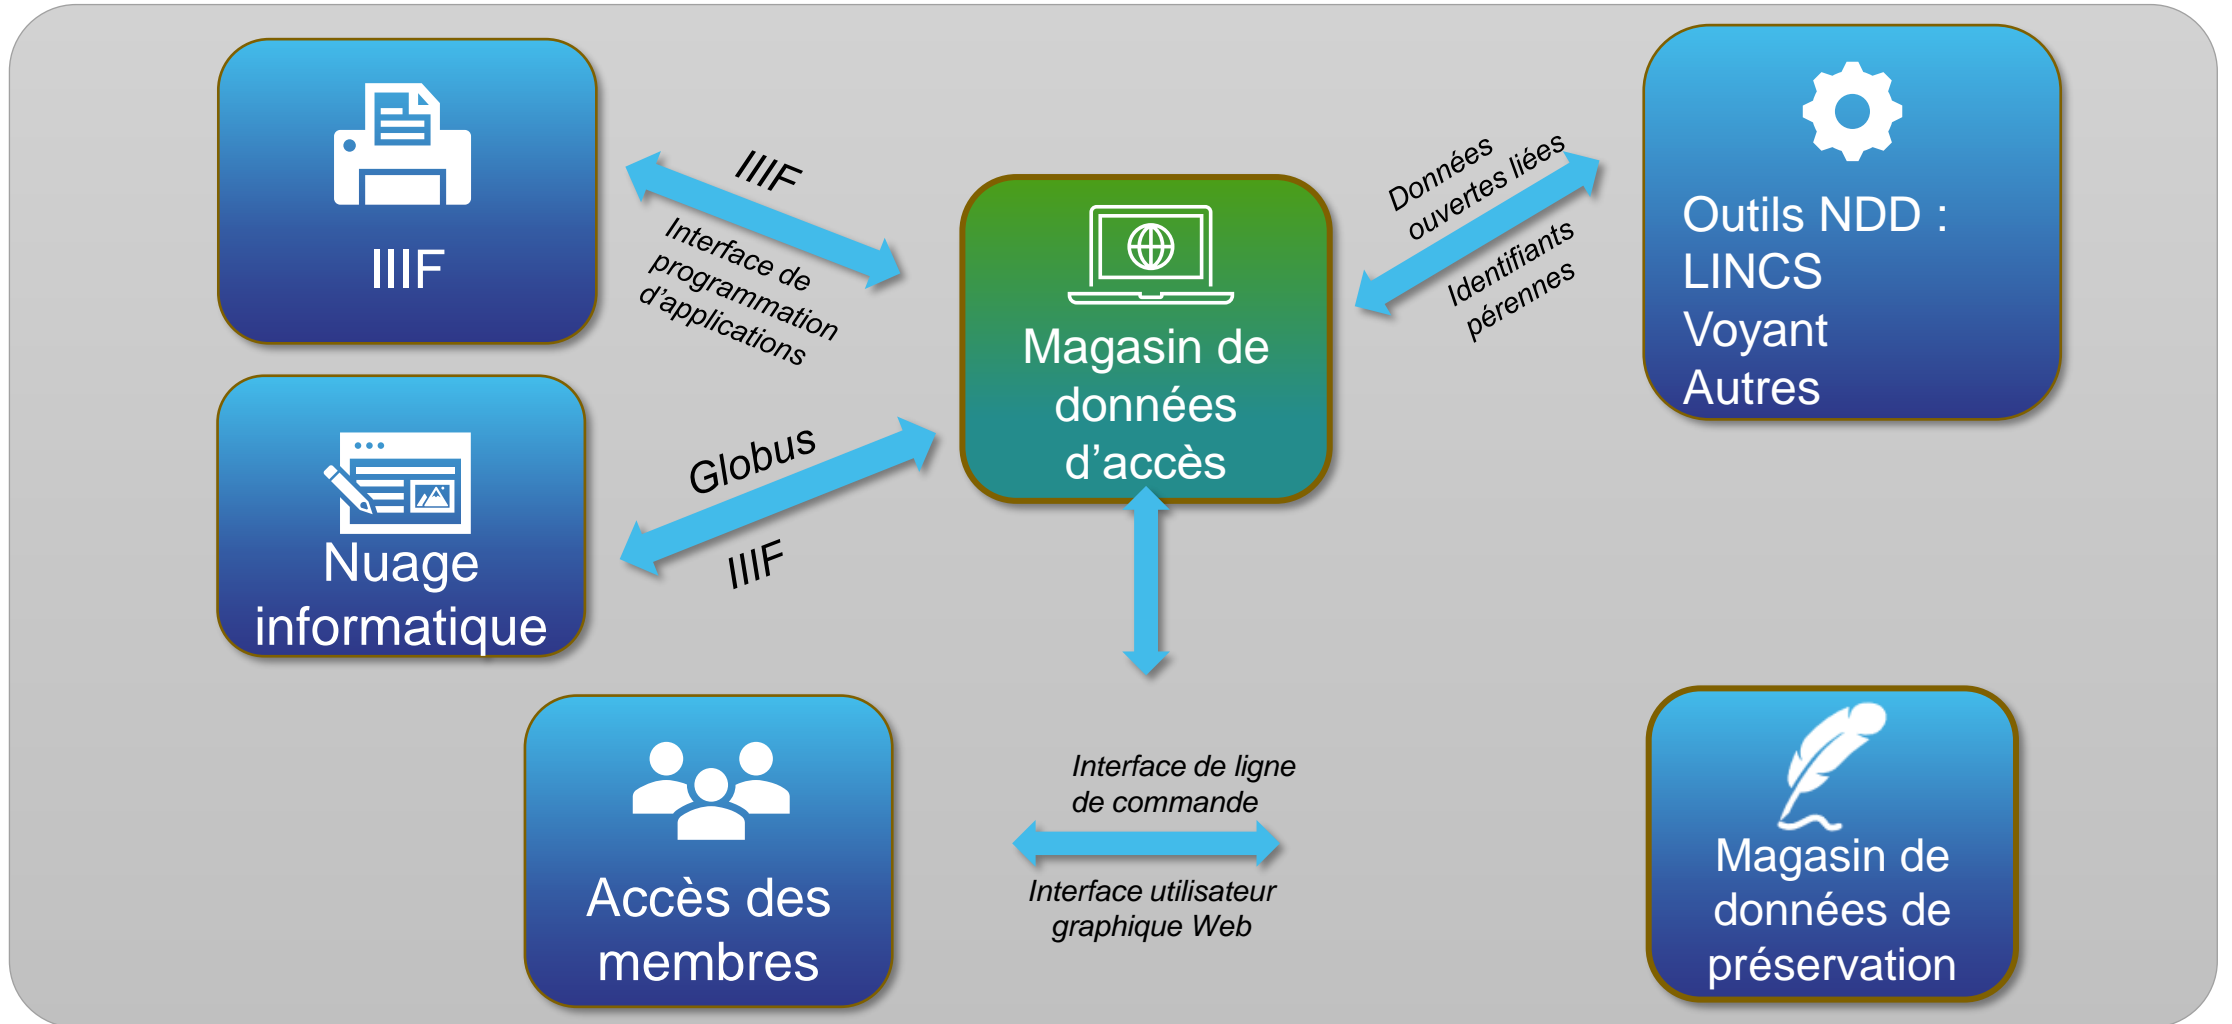 IIIF
IIIF
Interface de
programmation
d’applications
Magasin de
données
d’accès
Données
ouvertes liées
Identifiants
pérennes
Outils NDD :
LINCS
Voyant
Autres
Nuage
informatique
Globus
IIIF
Accès des
membres
Interface de ligne
de commande
Interface utilisateur
graphique Web
Magasin de
données de
préservation